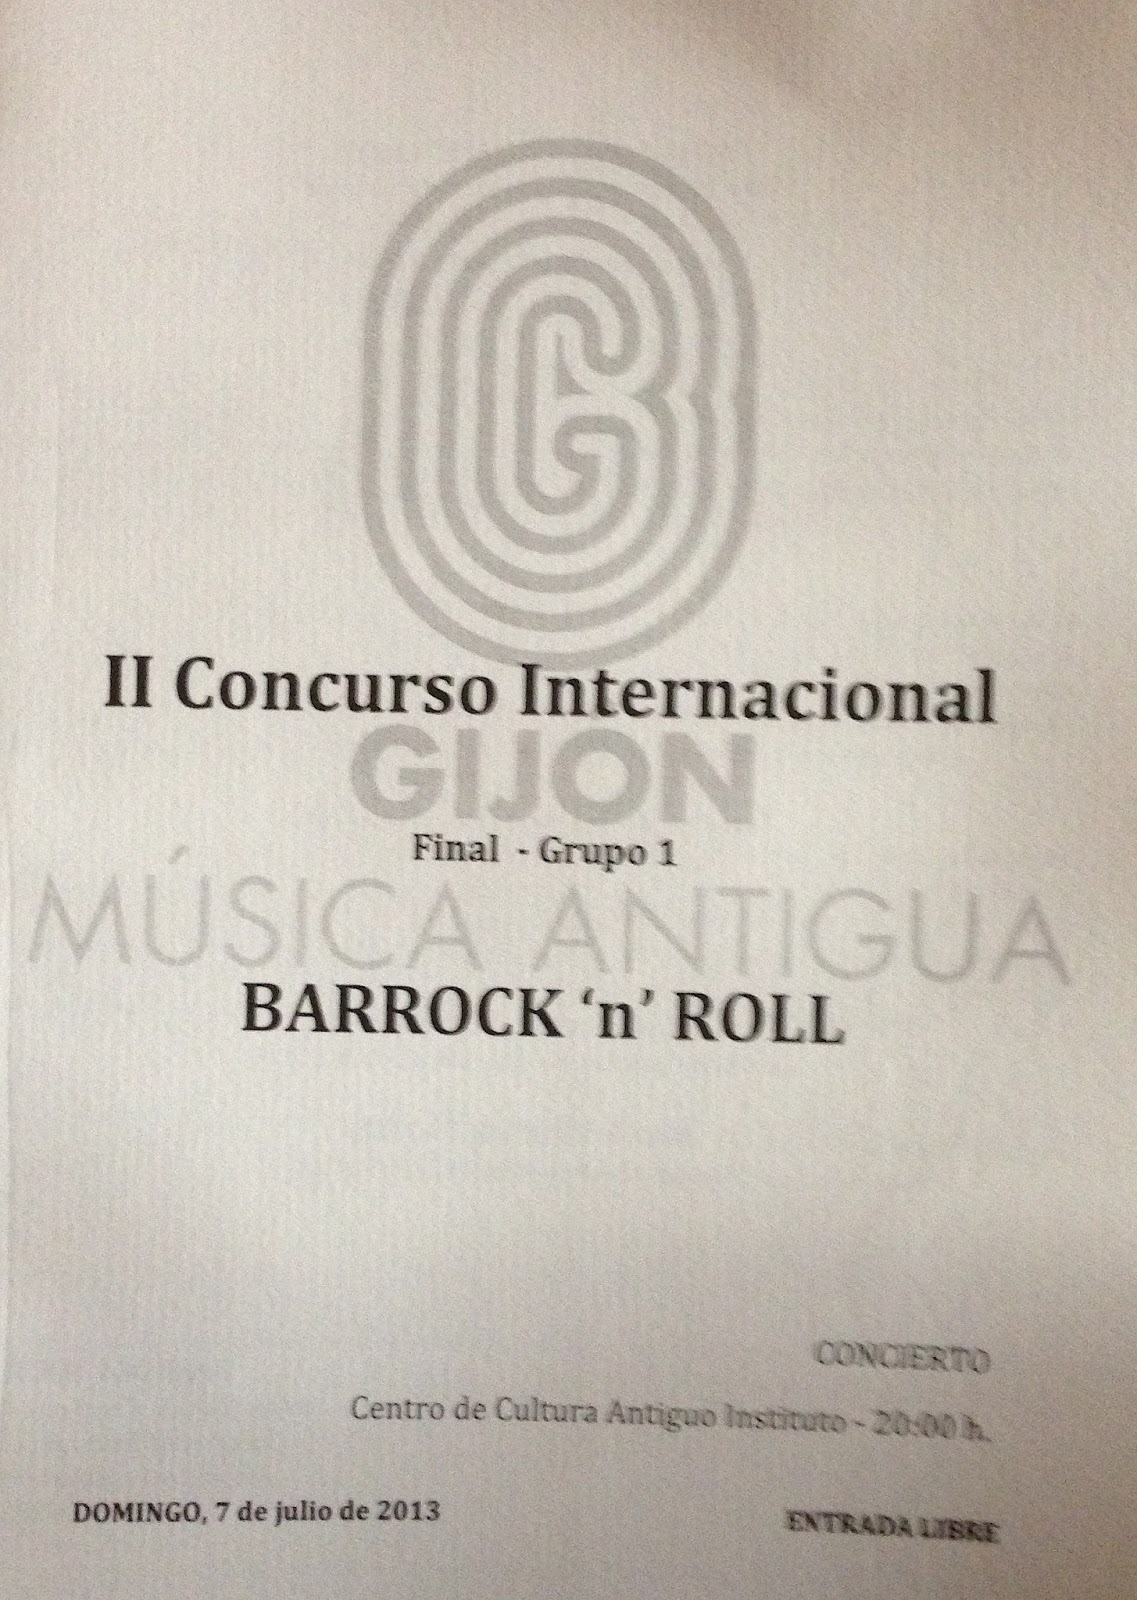 II Concurso Internacional
GIJON
Final - Grupo 1
MÚSICA ANTIGUA
BARROCK ‘n’ ROLL
CONCIERTO
Centro de Cultura Antiguo Instituto - 20:00 h.
DOMINGO, 7 de julio de 2013
ENTRADA LIBRE